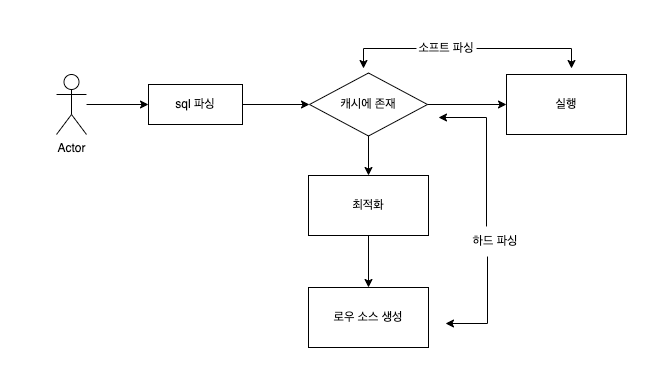 소프트 파싱
sql 파싱
캐시에 존재
실행
Actor
최적화
하드 파싱
로우 소스 생성